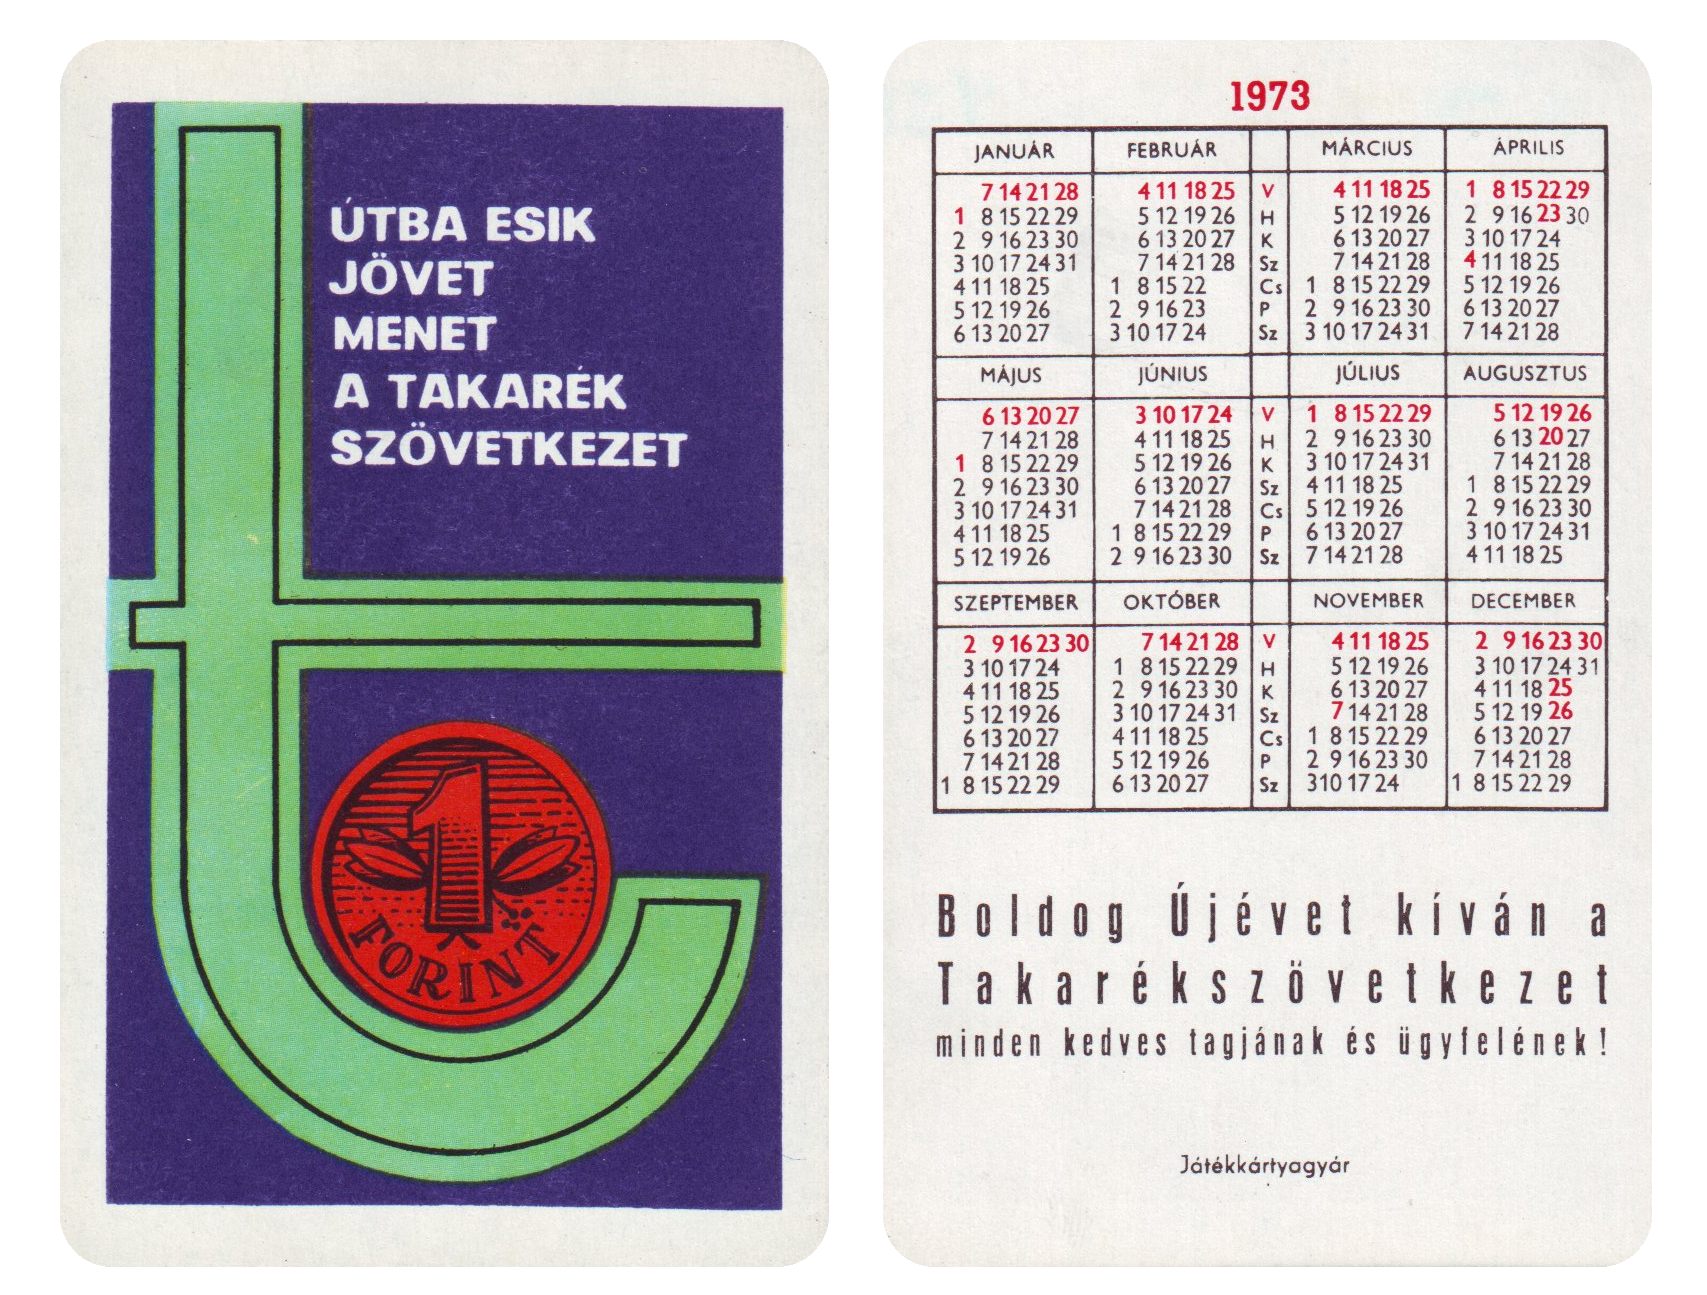 ÚTBA ESIK
JÖVET
MENET
A TAKARÉK
SZÖVETKEZET
1
FORINT
1973
JANUÁR FEBRUÁR MÁRCIUS ÁPRILIS
7 14 21 28 4 11 18 25 V 4 11 18 25 1 8 15 22 29
1 8 15 22 29 5 12 19 26 H 5 12 19 26 2 9 16 23 30
2 9 16 23 30 6 13 20 27 K 6 13 20 27 3 10 17 24
3 10 17 24 31 7 14 21 28 Sz 7 14 21 28 4 11 18 25
4 11 18 25 1 8 15 22 Cs 1 8 15 22 29 5 12 19 26
5 12 19 26 2 9 16 23 P 2 9 16 23 30 6 13 20 27
6 13 20 27 3 10 17 24 Sz 3 10 17 24 31 7 14 21 28
MÁJUS JÚNIUS JÚLIUS AUGUSZTUS
6 13 20 27 3 10 17 24 V 1 8 15 22 29 5 12 19 26
7 14 21 28 4 11 18 25 H 2 9 16 23 30 6 13 20 27
1 8 15 22 29 5 12 19 26 K 3 10 17 24 31 7 14 21 28
2 9 16 23 30 6 13 20 27 Sz 4 11 18 25 1 8 15 22 29
3 10 17 24 31 7 14 21 28 Cs 5 12 19 26 2 9 16 23 30
4 11 18 25 1 8 15 22 29 P 6 13 20 27 3 10 17 24 31
5 12 19 26 2 9 16 23 30 Sz 7 14 21 28 4 11 18 25
SZEPTEMBER OKTÓBER NOVEMBER DECEMBER
2 9 16 23 30 7 14 21 28 V 4 11 18 25 2 9 16 23 30
3 10 17 24 1 8 15 22 29 H 5 12 19 26 3 10 17 24 31
4 11 18 25 2 9 16 23 30 K 6 13 20 27 4 11 18 25
5 12 19 26 3 10 17 24 31 Sz 7 14 21 28 5 12 19 26
6 13 20 27 4 11 18 25 Cs 1 8 15 22 29 6 13 20 27
7 14 21 28 5 12 19 26 P 2 9 16 23 30 7 14 21 28
1 8 15 22 29 6 13 20 27 Sz 3 10 17 24 1 8 15 22 29
Boldog Újévet kíván a
Takarékszövetkezet
minden kedves tagjának és ügyfelének!
Játékkártyagyár